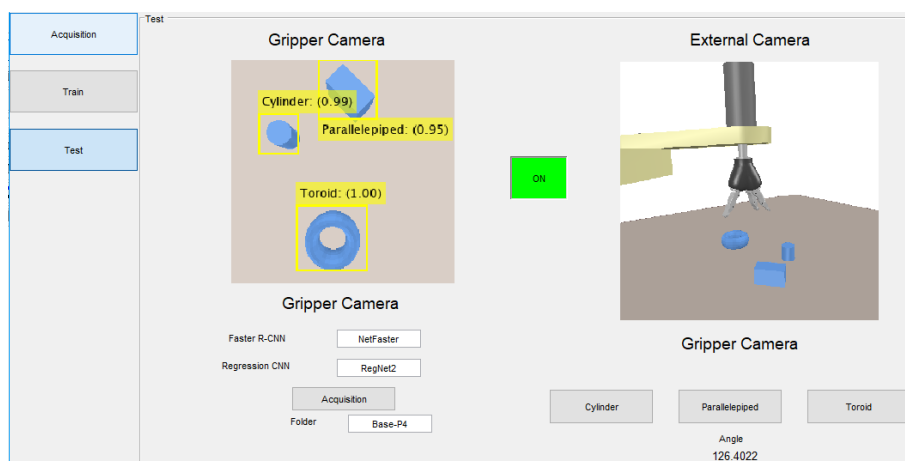 Test
Acquisition
Train
Test
Gripper Camera
Cylinder: (0.99)
Parallelepiped: (0.95)
Toroid: (1.00)
Gripper Camera
Faster R-CNN
NetFaster
Regression CNN
RegNet2
Acquisition
Folder
Base-P4
ON
External Camera
Gripper Camera
Cylinder
Parallelepiped
Toroid
Angle
126.4022